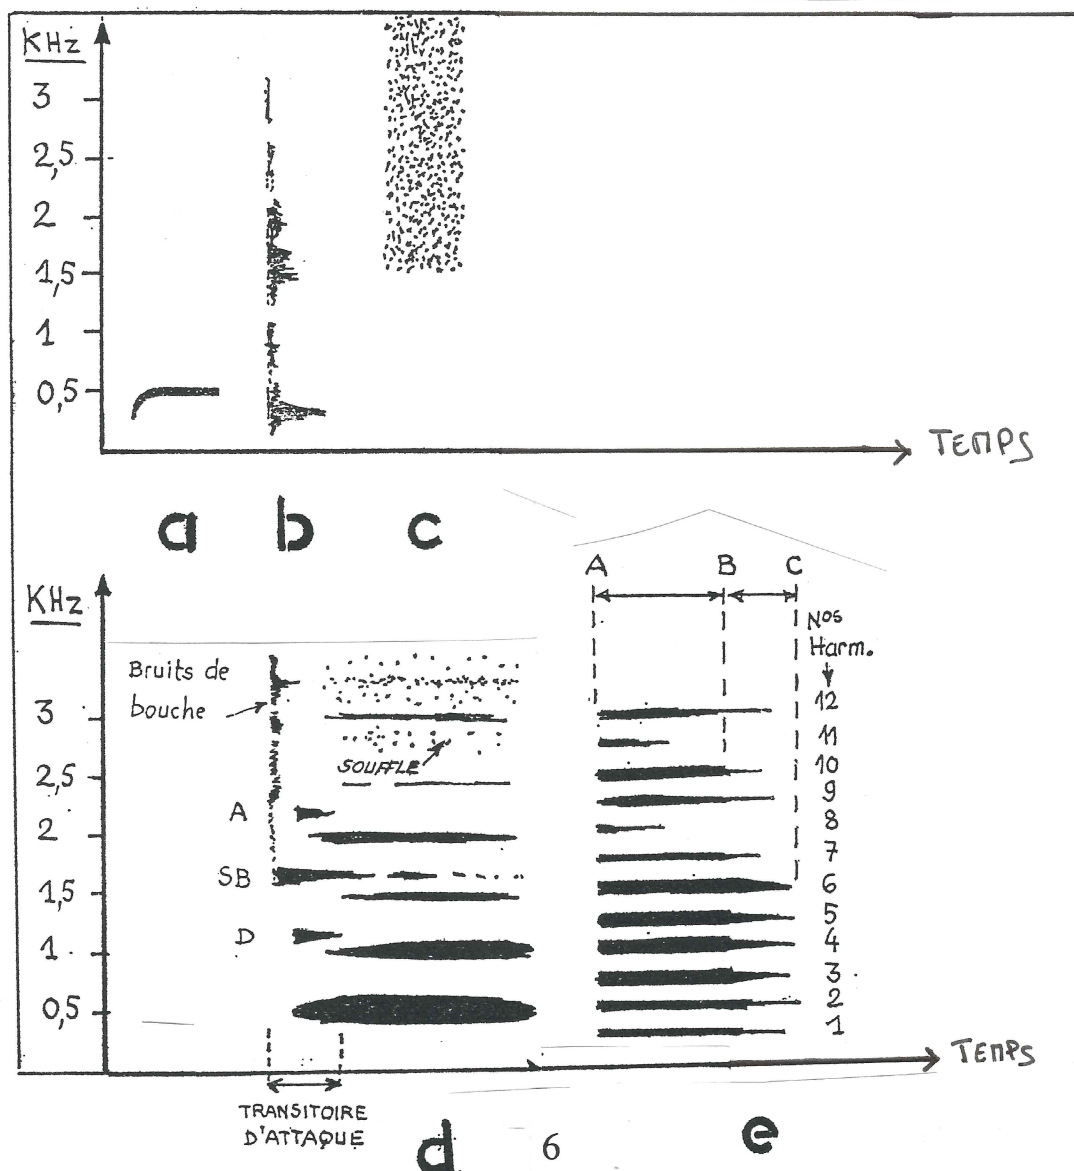 KHz
3
2,5
2
1,5
1
0,5
TEMPS
a b c
A B C
KHz
Nos
Harm.
Bruits de
bouche
12
3
11
SOUFFLE
10
2,5
9
A
8
2
7
SB
6
1,5
5
D
4
1
3
2
0,5
1
TEMPS
TRANSITOIRE
D'ATTAQUE
d 6 e